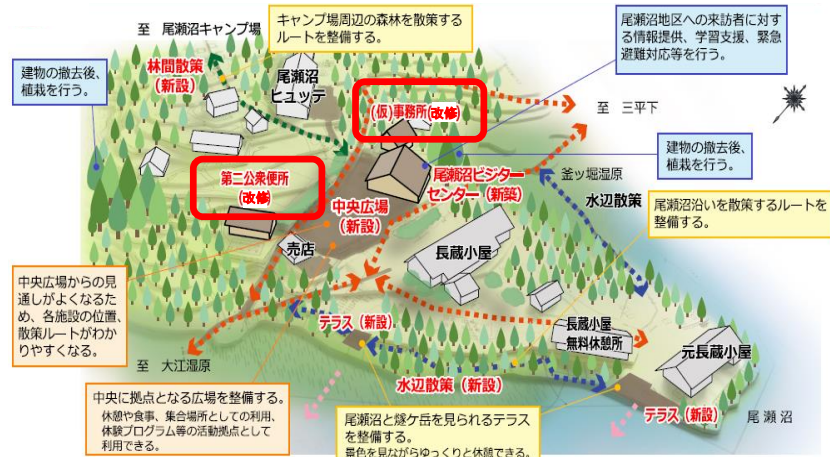 至 尾瀬沼キャンプ場
キャンプ場周辺の森林を散策する
ルートを整備する。
尾瀬沼地区への来訪者に対す
る情報提供、学習支援、緊急
避難対応等を行う。
建物の撤去後、
植栽を行う。
林間散策
(新設)
尾瀬沼
ヒュッテ
(仮)事務所(改修)
至 三平下
建物の撤去後、
植栽を行う。
第二公衆便所
(改修)
尾瀬沼ビジター
センター(新築)
釜ッ堀湿原
水辺散策
尾瀬沼沿いを散策するルートを
整備する。
中央広場
(新設)
売店
長蔵小屋
中央広場からの見
通しがよくなるた
め、各施設の位置、
散策ルートがわか
りやすくなる。
テラス(新設)
長蔵小屋
無料休憩所
元長蔵小屋
至 大江湿原
水辺散策(新設)
中央に拠点となる広場を整備する。
休憩や食事、集合場所としての利用、
体験プログラム等の活動拠点として
利用できる。
尾瀬沼と燧ケ岳を見られるテラス
を整備する。
景色を見ながらゆっくりと休憩できる。
テラス(新設)
尾瀬沼